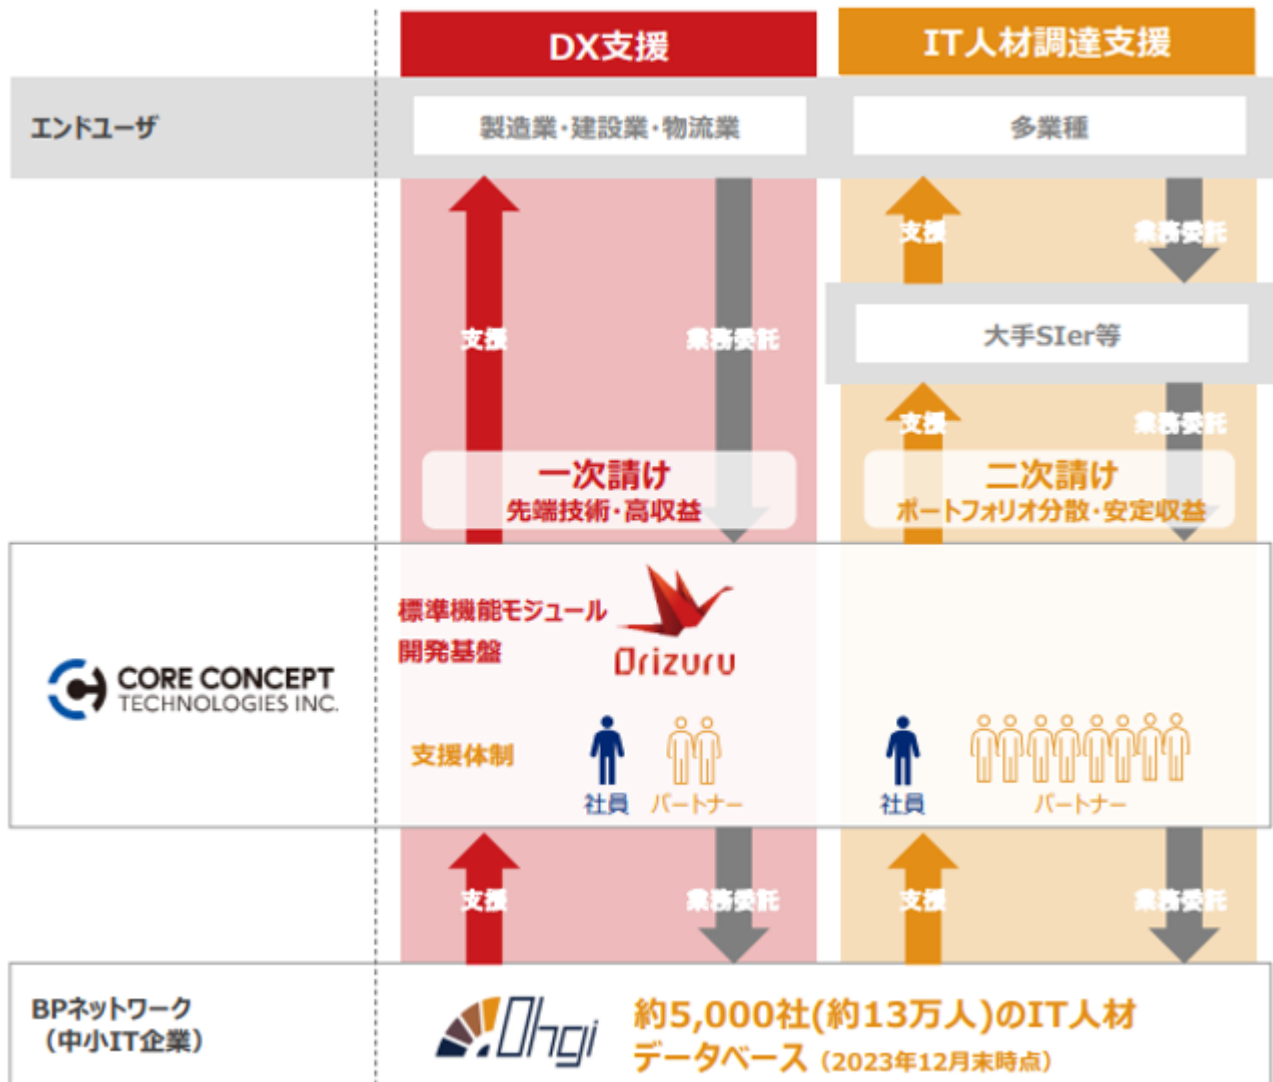 DX支援
IT人材調達支援
エンドユーザ
製造業・建設業・物流業
多業種
支援
業務委託
大手SIer等
支援
業務委託
支援
業務委託
一次請け
先端技術・高収益
二次請け
ポートフォリオ分散・安定収益
標準機能モジュール
開発基盤
Orizuru
CORE CONCEPT
TECHNOLOGIES INC.
支援体制
社員
パートナー
社員
パートナー
支援
業務委託
支援
業務委託
BPネットワーク
（中小IT企業）
Ohgi
約5,000社(約13万人)のIT人材
データベース（2023年12月末時点）